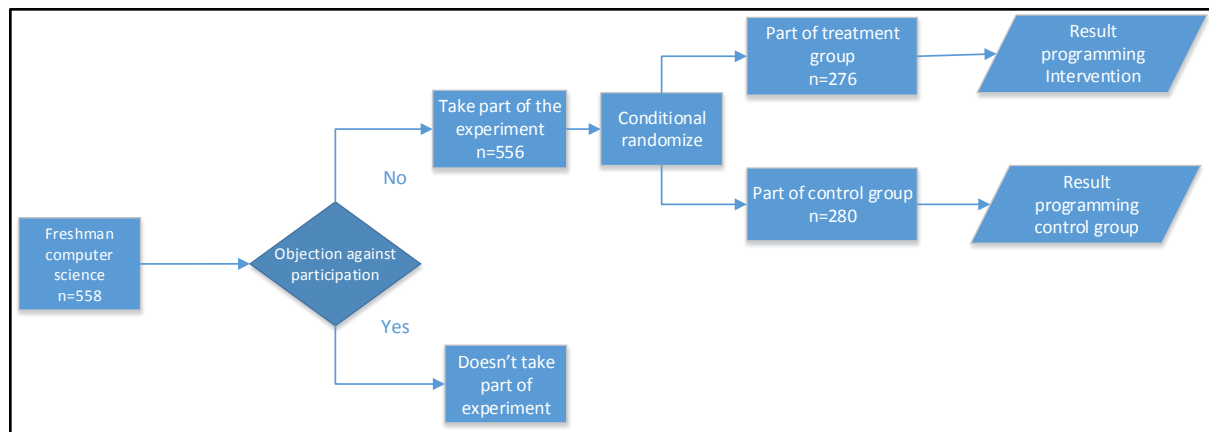 Freshman
computer
science
n=558
Objection against
participation
No
Yes
Take part of the
experiment
n=556
Doesn’t take
part of
experiment
Conditional
randomize
Part of treatment
group
n=276
Part of control group
n=280
Result
programming
Intervention
Result
programming
control group